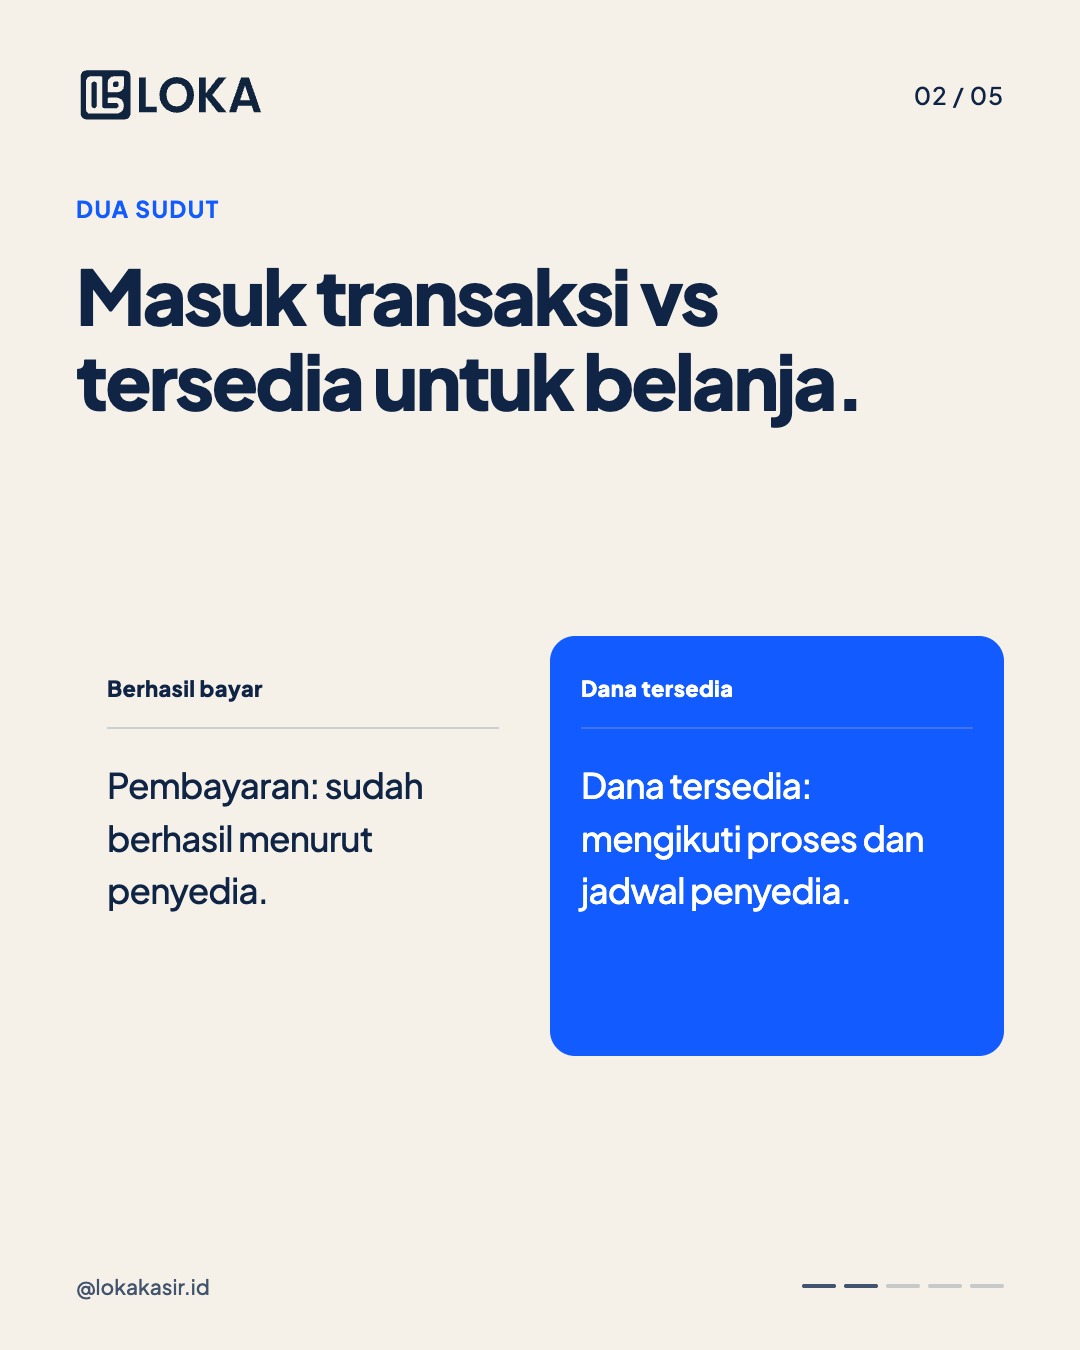 LOKA
02 / 05
DUA SUDUT
Masuk transaksi vs
tersedia untuk belanja.
Berhasil bayar
Pembayaran: sudah
berhasil menurut
penyedia.
Dana tersedia
Dana tersedia:
mengikuti proses dan
jadwal penyedia.
@lokakasir.id